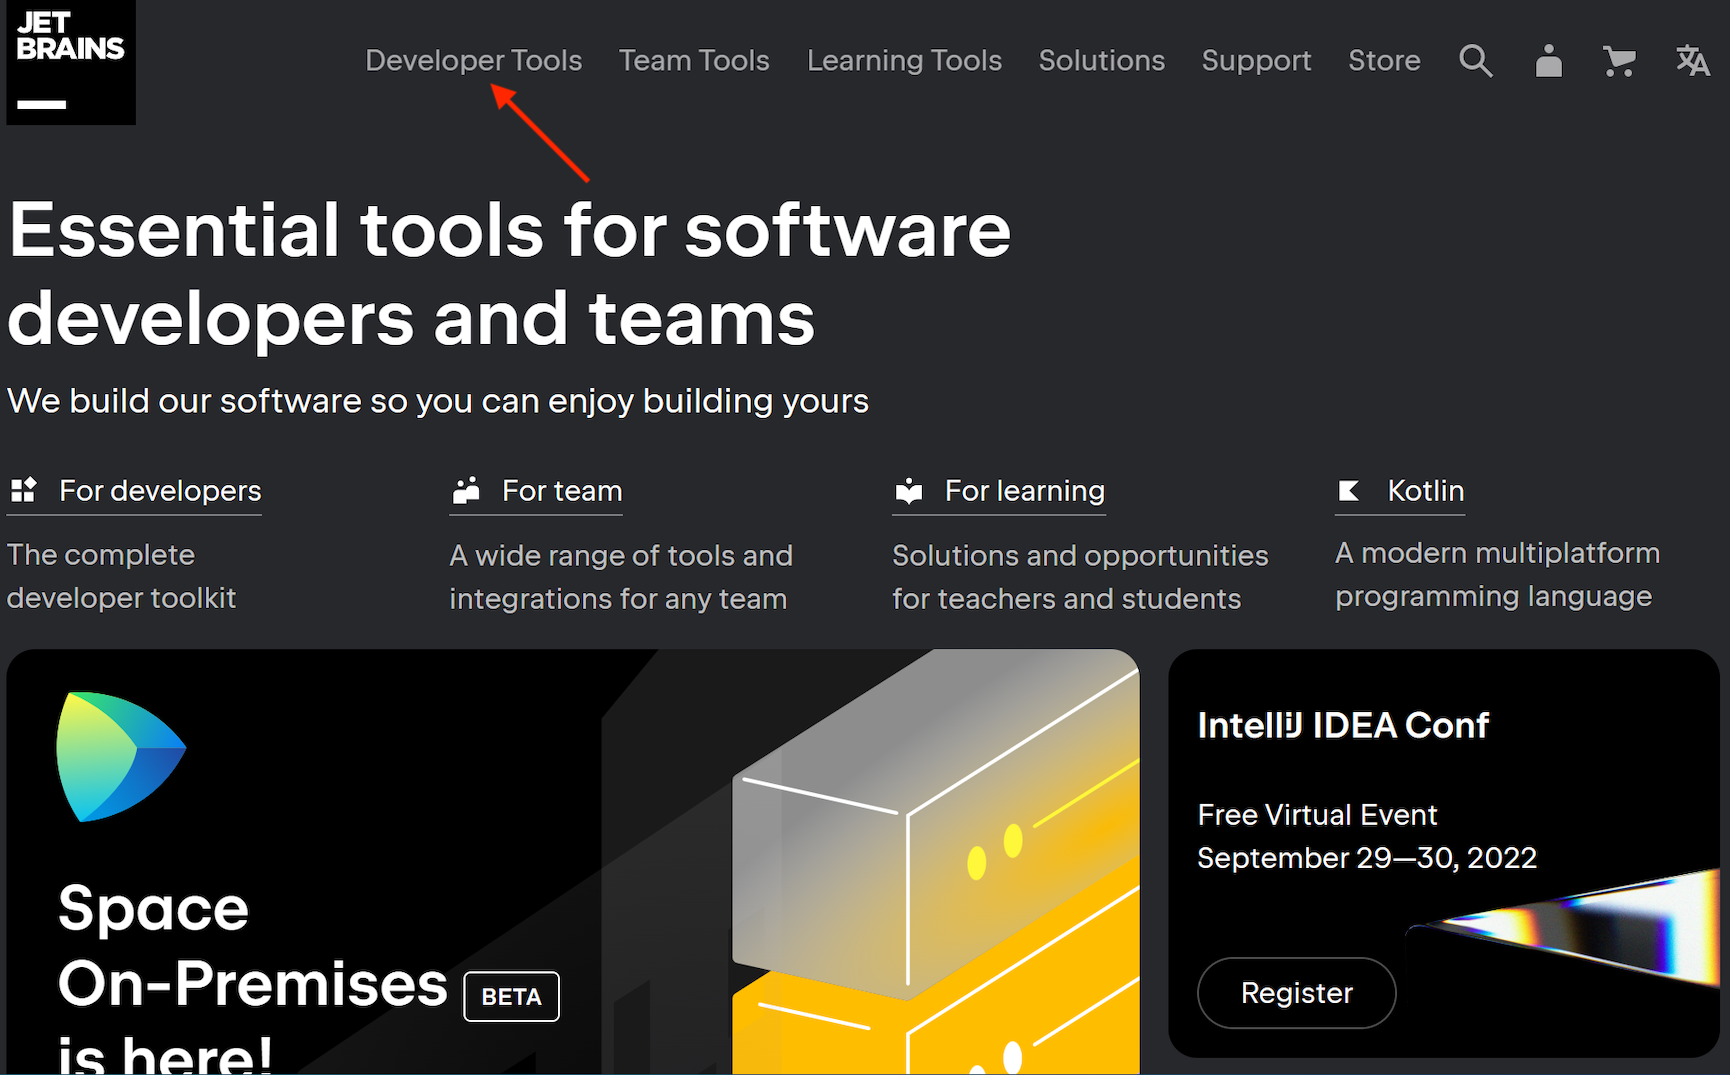 JET
BRAINS
Developer Tools Team Tools Learning Tools Solutions Support Store
Essential tools for software
developers and teams
We build our software so you can enjoy building yours
For developers
The complete
developer toolkit
For team
A wide range of tools and
integrations for any team
For learning
Solutions and opportunities
for teachers and students
Kotlin
A modern multiplatform
programming language
Space
On-Premises BETA
is here!
IntelliJ IDEA Conf
Free Virtual Event
September 29—30, 2022
Register